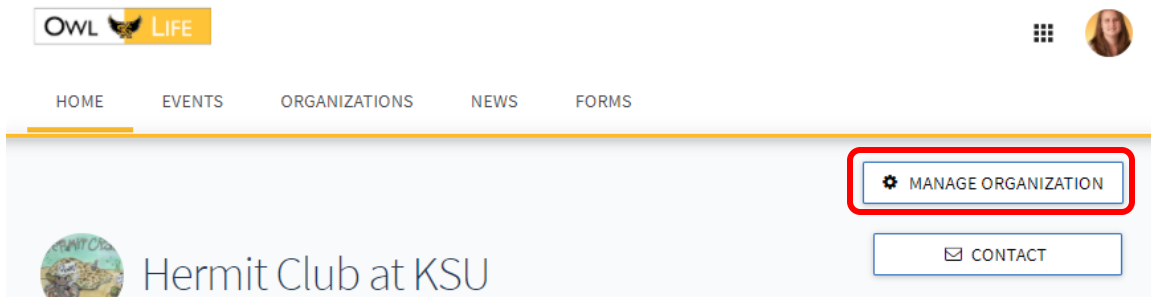 OWL LIFE
HOME EVENTS ORGANIZATIONS NEWS FORMS
MANAGE ORGANIZATION
CONTACT
Hermit Club at KSU